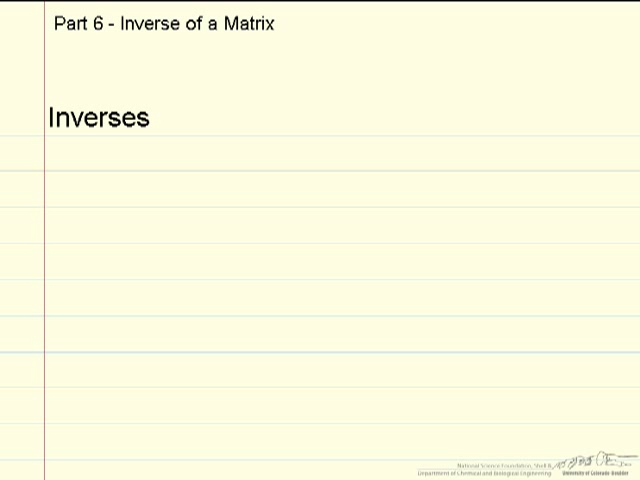 Part 6 - Inverse of a Matrix
Inverses
National Science Foundation, Shell &
Department of Chemical and Biological Engineering
University of Colorado Boulder